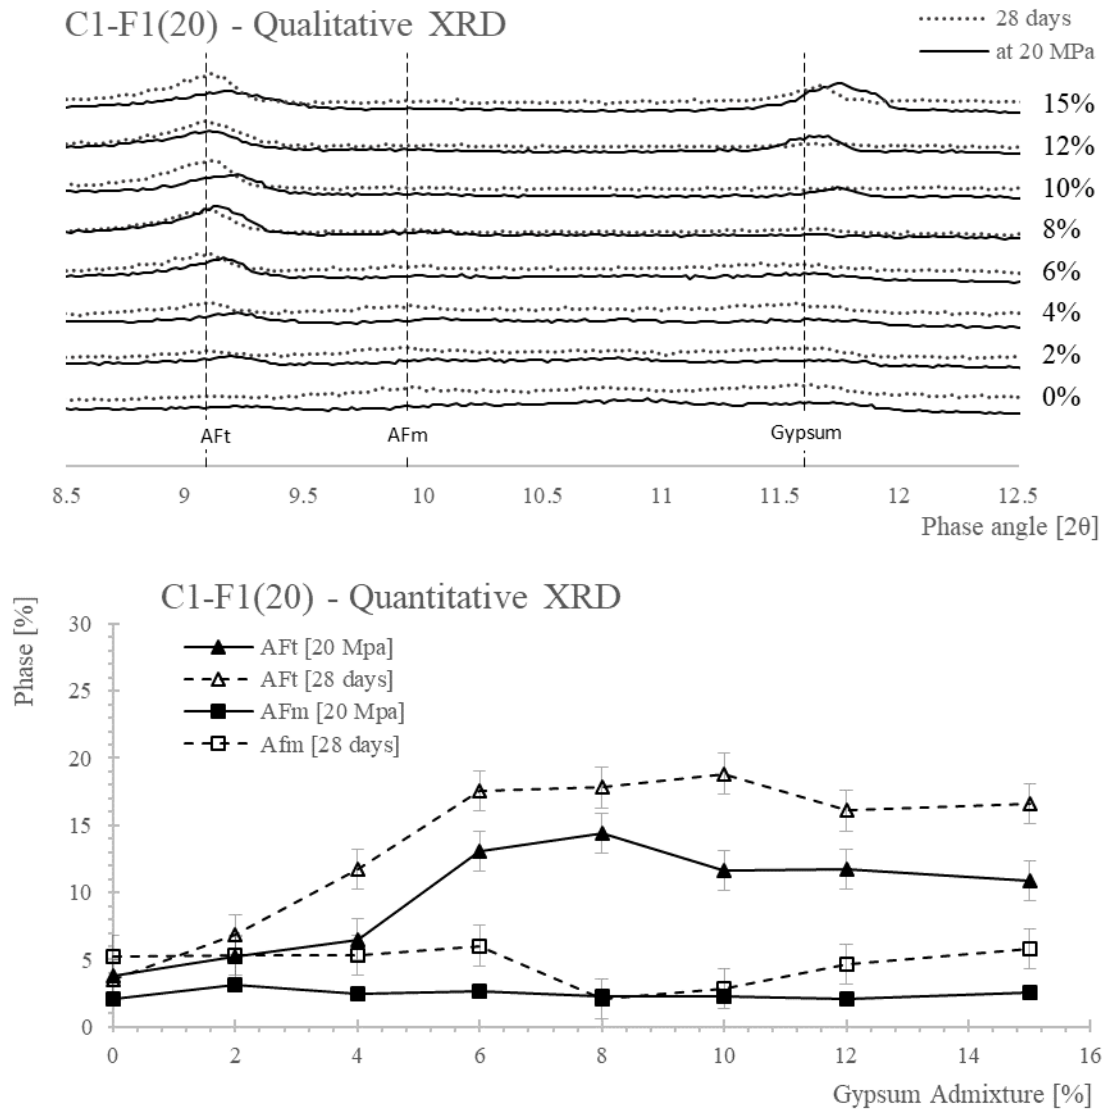 C1-F1(20) - Qualitative XRD
28 days
at 20 MPa
15%
12%
10%
8%
6%
4%
2%
0%
AFt AFm Gypsum
8.5 9 9.5 10 10.5 11 11.5 12 12.5
Phase angle [2θ]
C1-F1(20) - Quantitative XRD
Phase [%]
30
25
20
15
10
5
0
AFt [20 Mpa]
AFt [28 days]
AFm [20 Mpa]
Afm [28 days]
0 2 4 6 8 10 12 14 16
Gypsum Admixture [%]